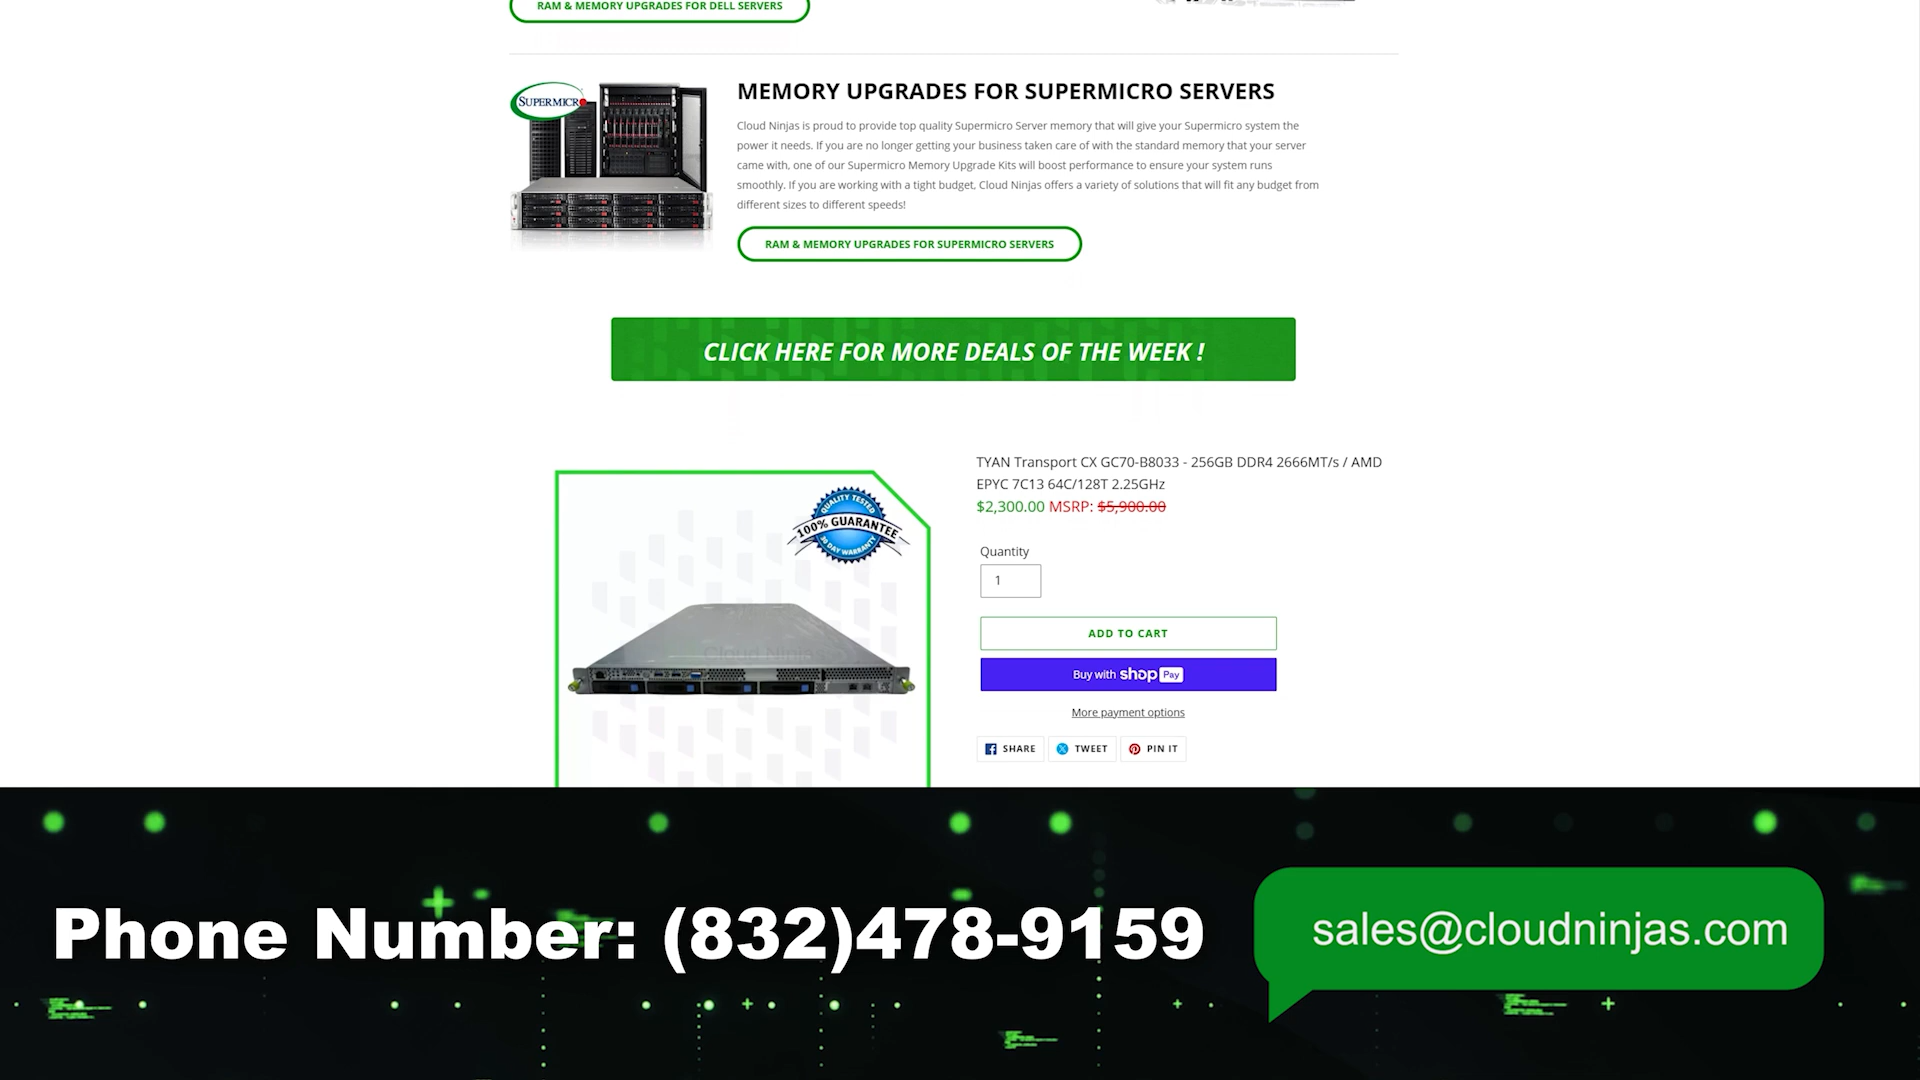 RAM & MEMORY UPGRADES FOR DELL SERVERS
SUPERMICR
MEMORY UPGRADES FOR SUPERMICRO SERVERS
Cloud Ninjas is proud to provide top quality Supermicro Server memory that will give your Supermicro system the
power it needs. If you are no longer getting your business taken care of with the standard memory that your server
came with, one of our Supermicro Memory Upgrade Kits will boost performance to ensure your system runs
smoothly. If you are working with a tight budget, Cloud Ninjas offers a variety of solutions that will fit any budget from
different sizes to different speeds!
RAM & MEMORY UPGRADES FOR SUPERMICRO SERVERS
CLICK HERE FOR MORE DEALS OF THE WEEK !
QUALITY TESTED
100% GUARANTEE
30 DAY WARRANTY
Cloud Ninjas
TYAN Transport CX GC70-B8033 - 256GB DDR4 2666MT/s / AMD
EPYC 7C13 64C/128T 2.25GHz
$2,300.00 MSRP: $5,900.00
Quantity
1
ADD TO CART
Buy with shop Pay
More payment options
SHARE TWEET PIN IT
Phone Number: (832)478-9159
sales@cloudninjas.com